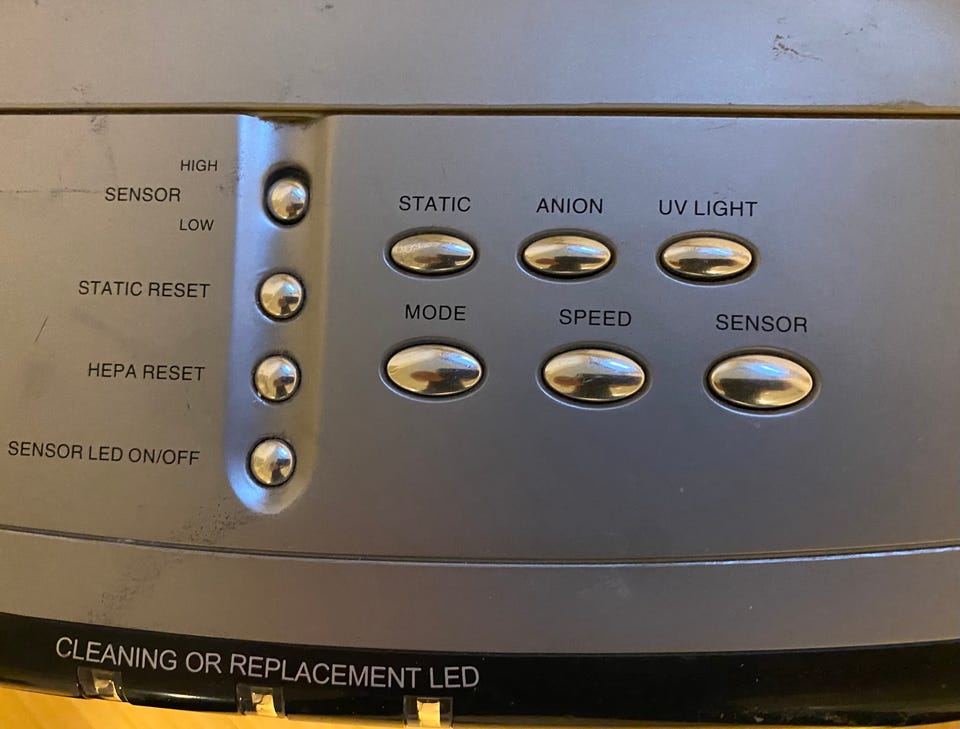 HIGH
SENSOR
LOW
STATIC RESET
HEPA RESET
SENSOR LED ON/OFF
STATIC ANION UV LIGHT
MODE SPEED SENSOR
CLEANING OR REPLACEMENT LED